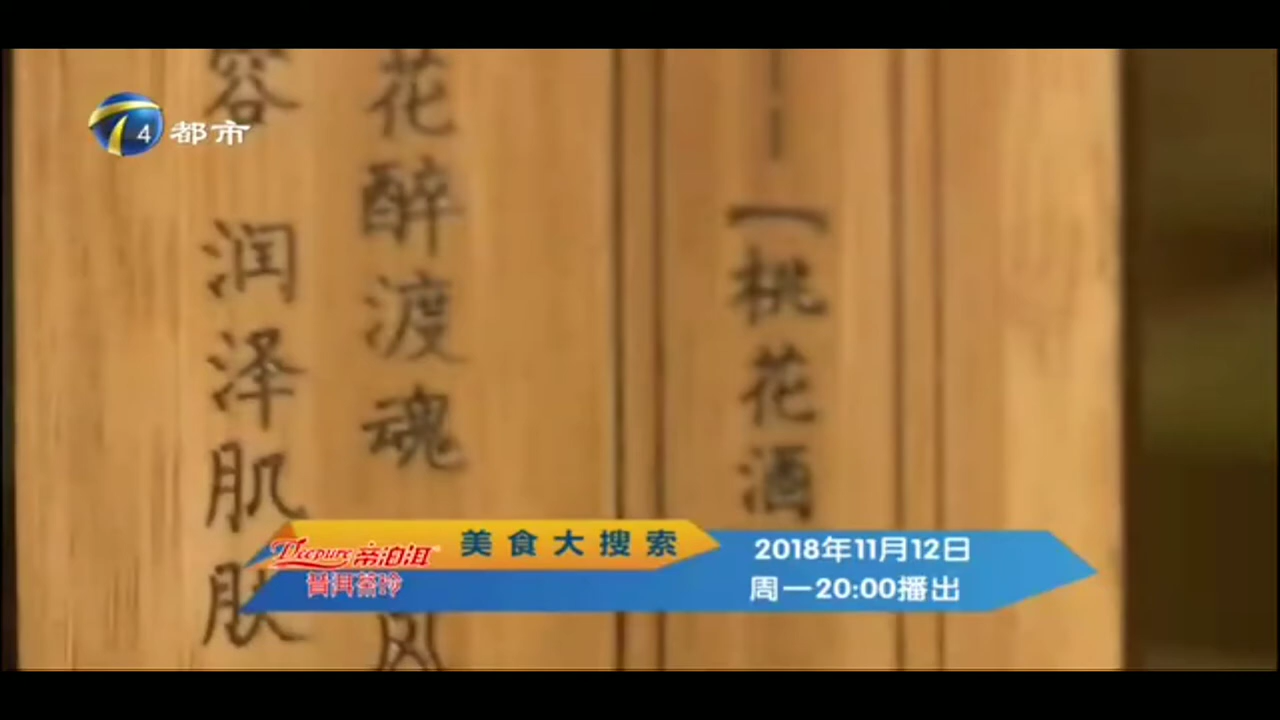 4 都市
【桃花酒
花醉渡魂
风
容 润泽肌肤
Deepure 帝泊洱
普洱茶珍
美食大搜索
2018年11月12日
周一20:00播出